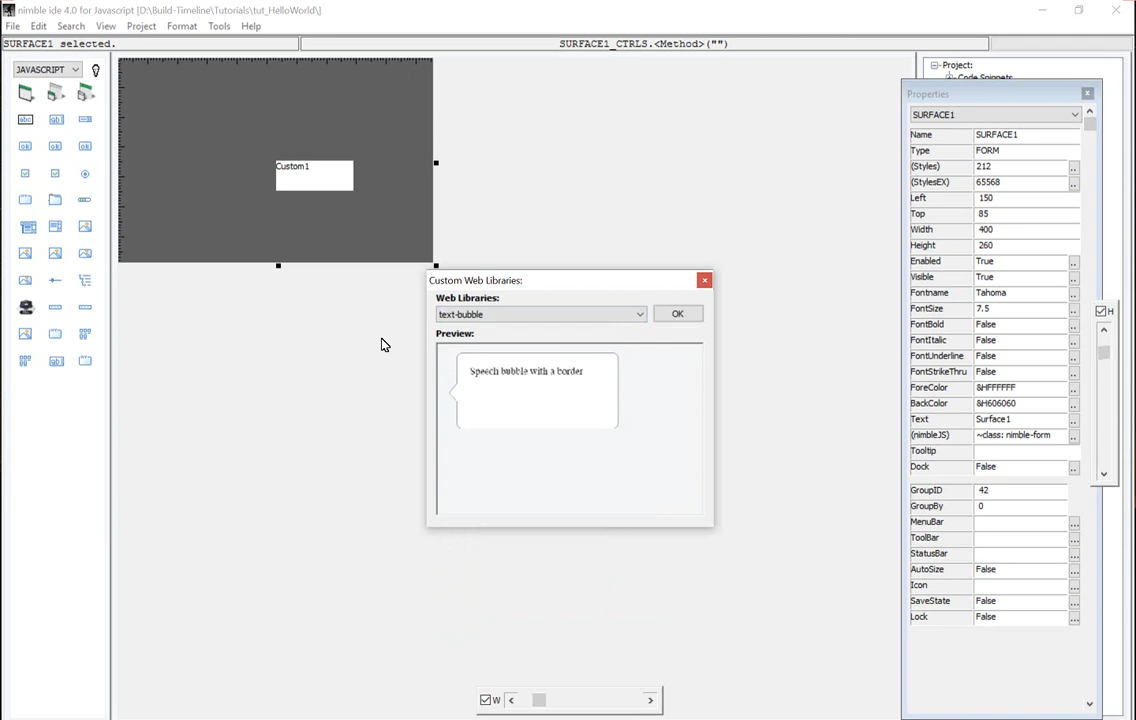 nimble ide 4.0 for Javascript [D:\Build-Timeline\Tutorials\tut_HelloWorld\]
File Edit Search View Project Format Tools Help
SURFACE1 selected. SURFACE1_CTRLS.<Method>("")
JAVASCRIPT
Project:
Code Snippets
Custom1
Custom Web Libraries:
Web Libraries:
text-bubble OK
Preview:
Speech bubble with a border
Properties
SURFACE1
Name SURFACE1
Type FORM
(Styles) 212
(StylesEX) 65568
Left 150
Top 85
Width 400
Height 260
Enabled True
Visible True
Fontname Tahoma
FontSize 7.5
FontBold False
FontItalic False
FontUnderline False
FontStrikeThru False
ForeColor &HFFFFFF
BackColor &H606060
Text Surface1
(nimbleJS) ~class: nimble-form
Tooltip
Dock False
GroupID 42
GroupBy 0
MenuBar
ToolBar
StatusBar
AutoSize False
Icon
SaveState False
Lock False
H
W